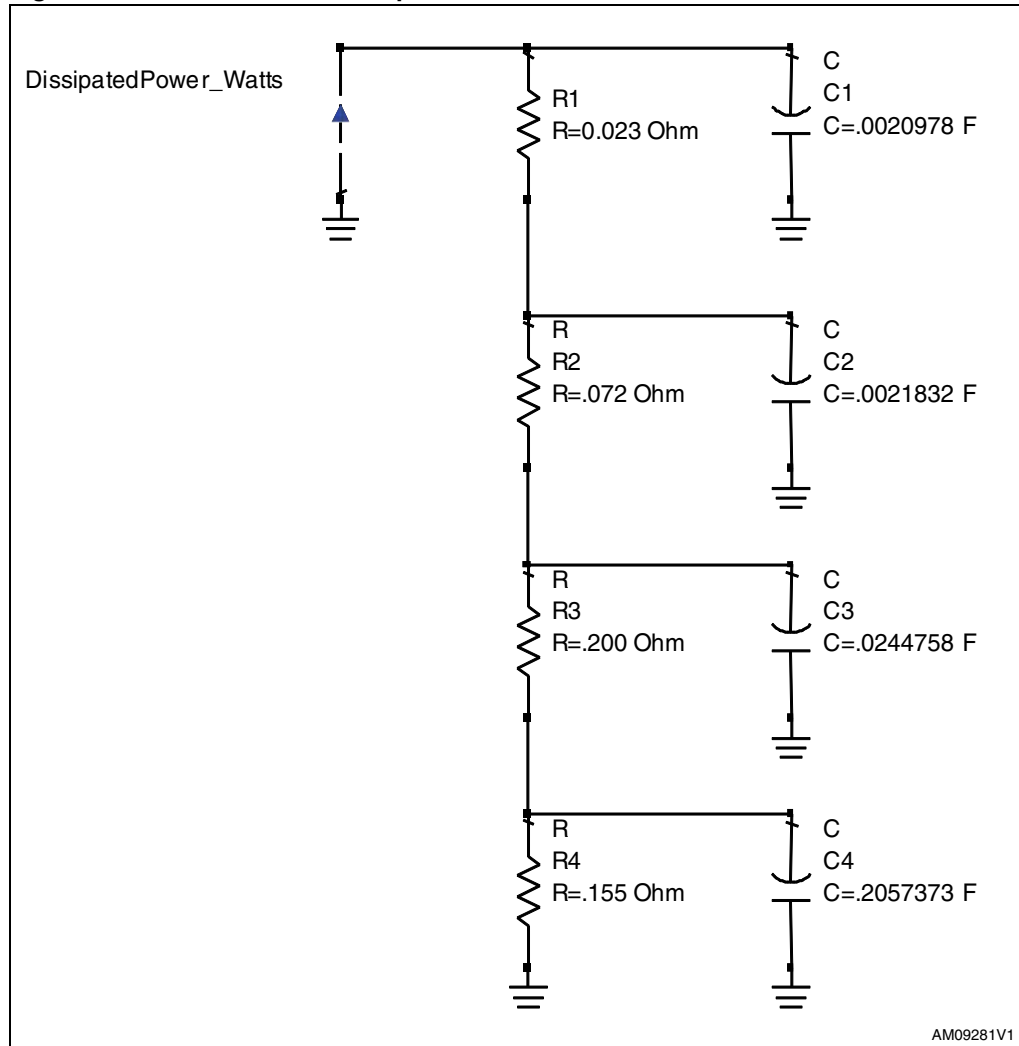 DissipatedPower_Watts
R1
R=0.023 Ohm
C
C1
C=.0020978 F
R
R2
R=.072 Ohm
C
C2
C=.0021832 F
R
R3
R=.200 Ohm
C
C3
C=.0244758 F
R
R4
R=.155 Ohm
C
C4
C=.2057373 F
AM09281V1